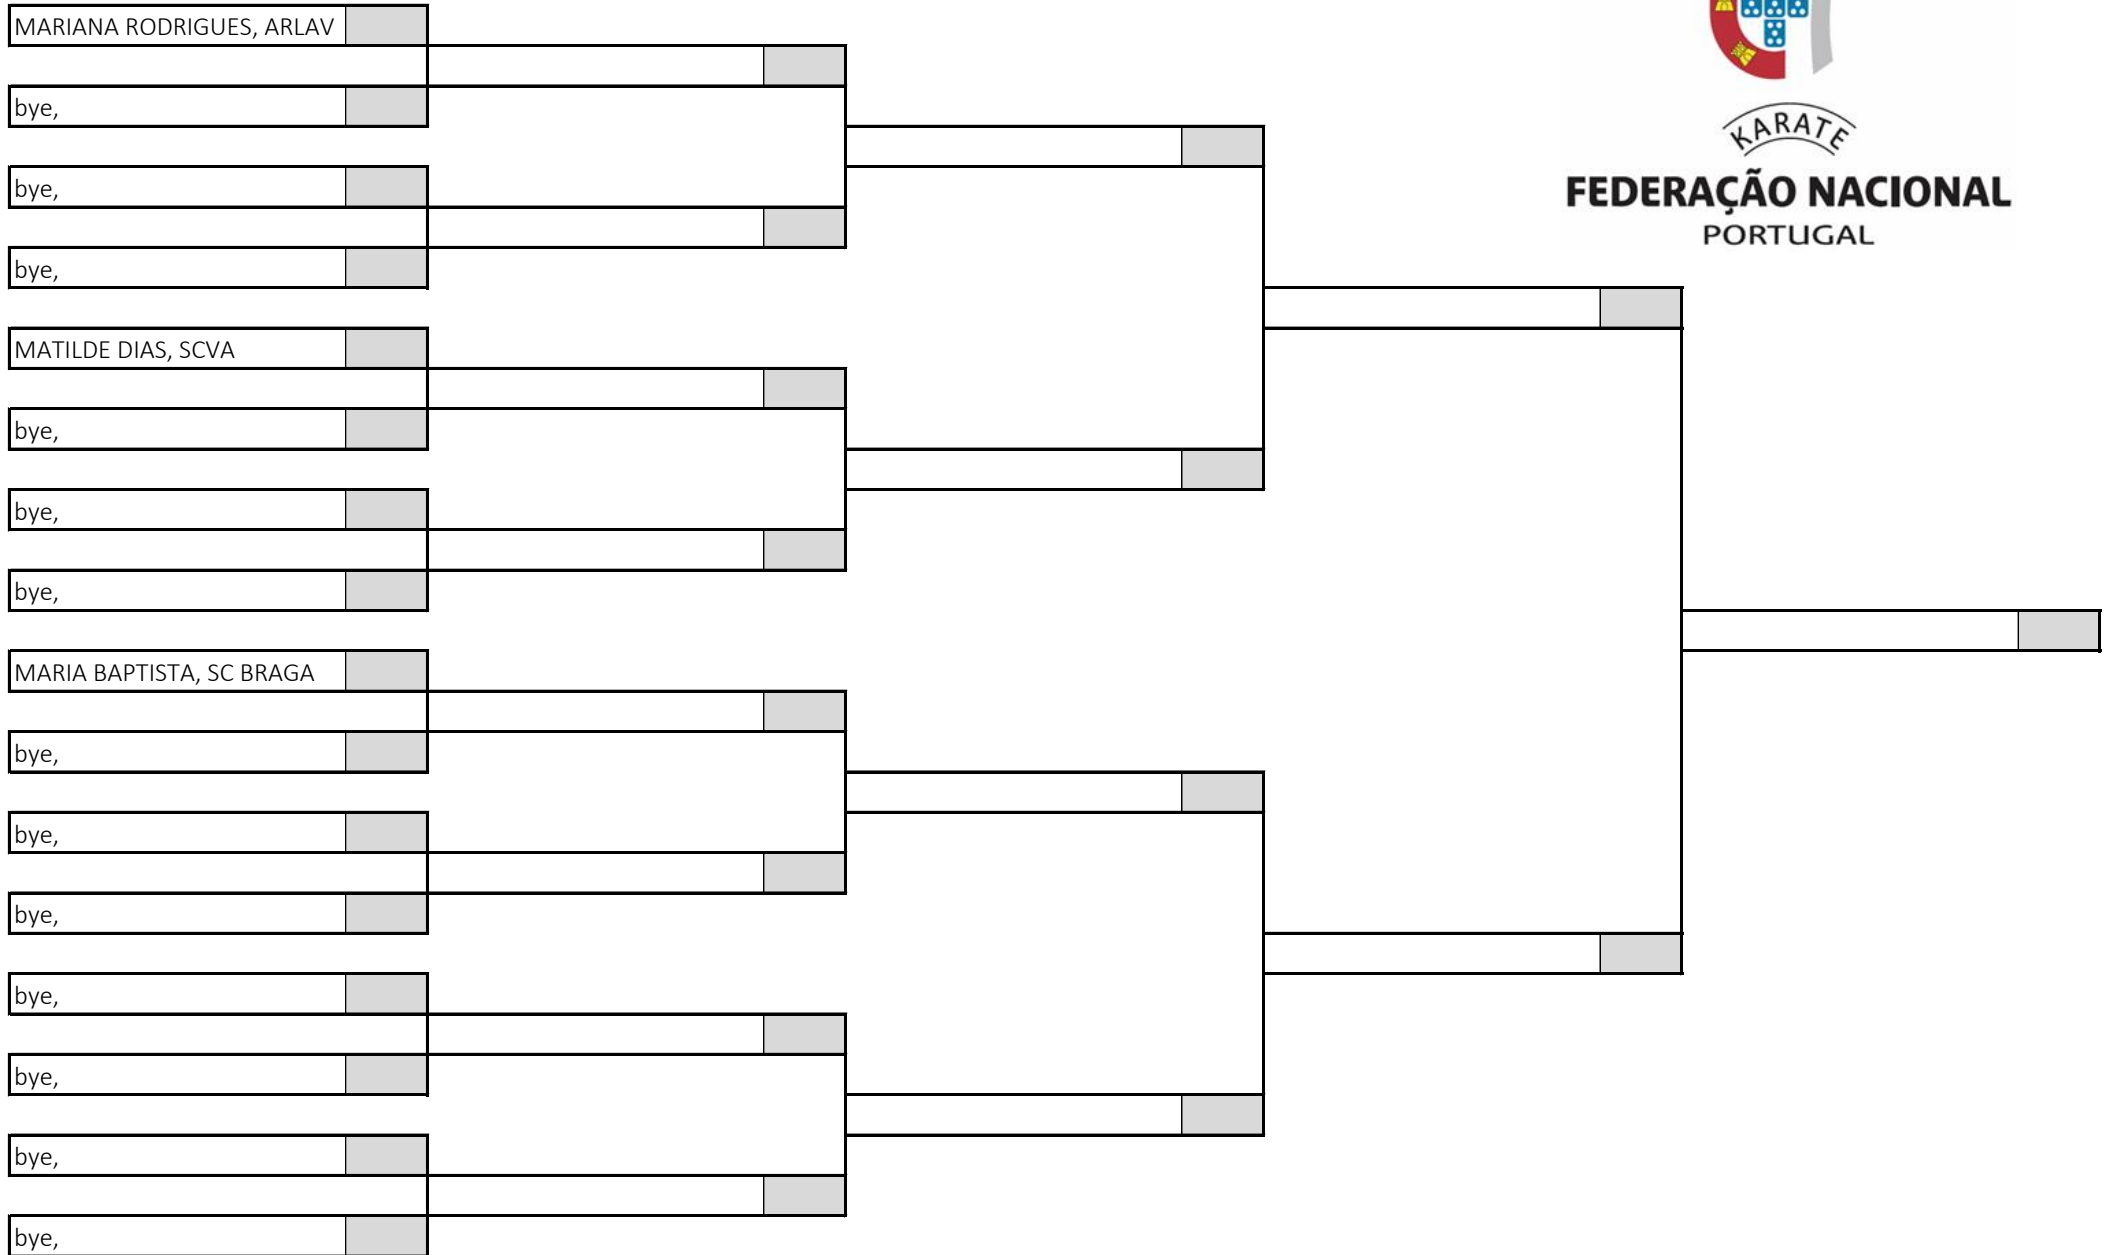 MARIANA RODRIGUES, ARLAV
bye,
bye,
bye,
MATILDE DIAS, SCVA
bye,
bye,
bye,
MARIA BAPTISTA, SC BRAGA
bye,
bye,
bye,
bye,
bye,
bye,
bye,
KARATE
FEDERAÇÃO NACIONAL
PORTUGAL